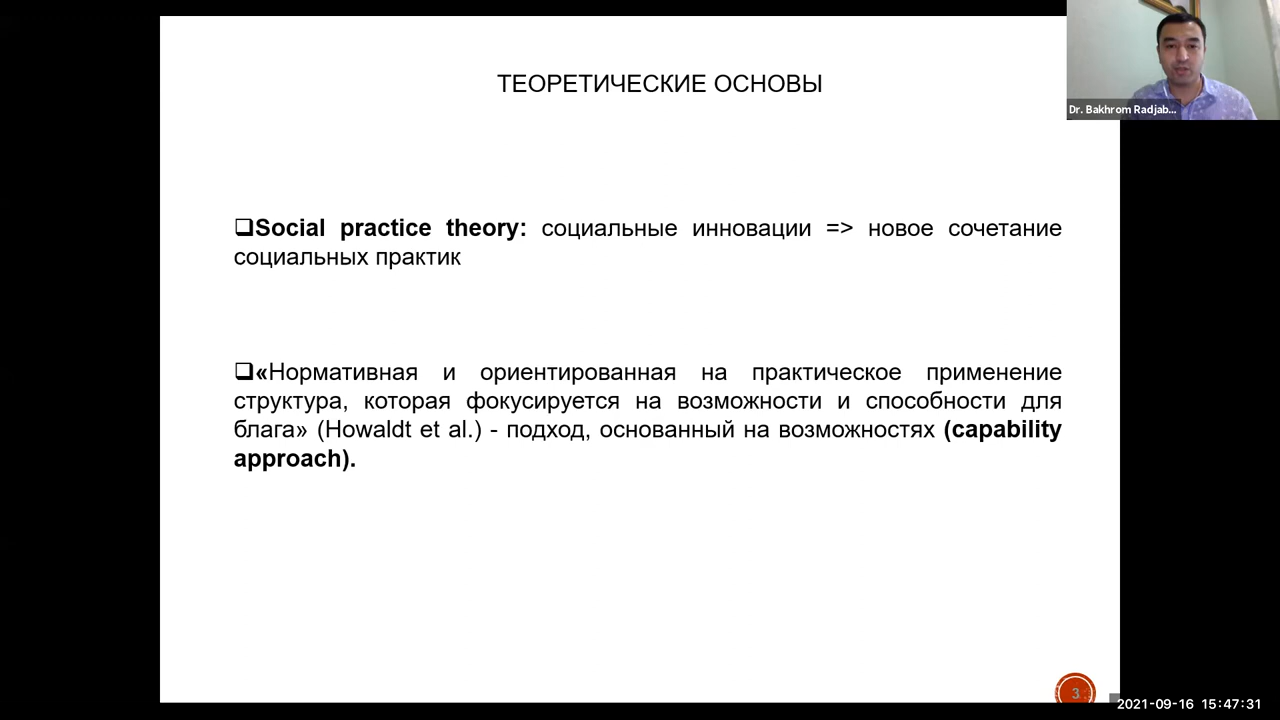 ТЕОРЕТИЧЕСКИЕ ОСНОВЫ
Dr. Bakhrom Radjab...
❑Social practice theory: социальные инновации => новое сочетание
социальных практик
❑«Нормативная и ориентированная на практическое применение
структура, которая фокусируется на возможности и способности для
блага» (Howaldt et al.) - подход, основанный на возможностях (capability
approach).
3
2021-09-16 15:47:31